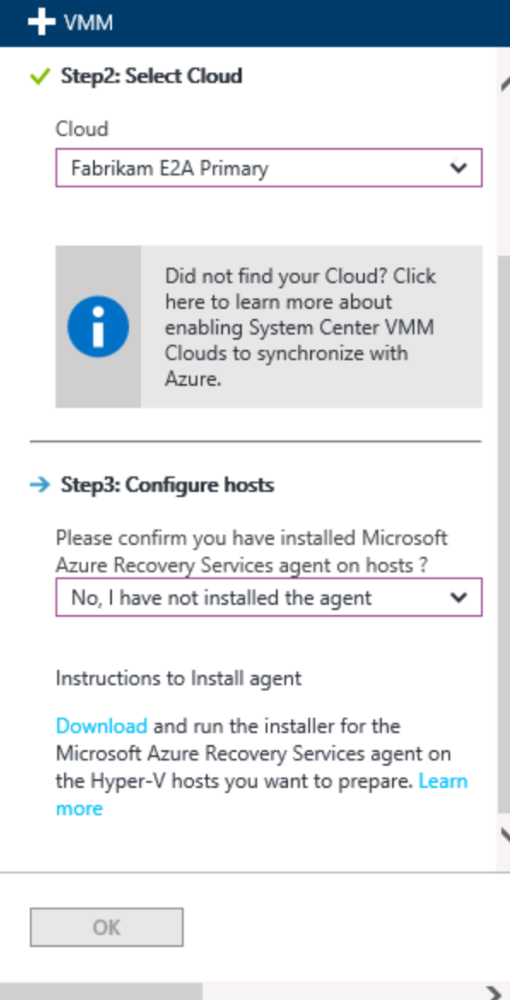 VMM
Step2: Select Cloud
Cloud
Fabrikam E2A Primary
Did not find your Cloud? Click
here to learn more about
enabling System Center VMM
Clouds to synchronize with
Azure.
Step3: Configure hosts
Please confirm you have installed Microsoft
Azure Recovery Services agent on hosts ?
No, I have not installed the agent
Instructions to Install agent
Download and run the installer for the
Microsoft Azure Recovery Services agent on
the Hyper-V hosts you want to prepare. Learn
more
OK